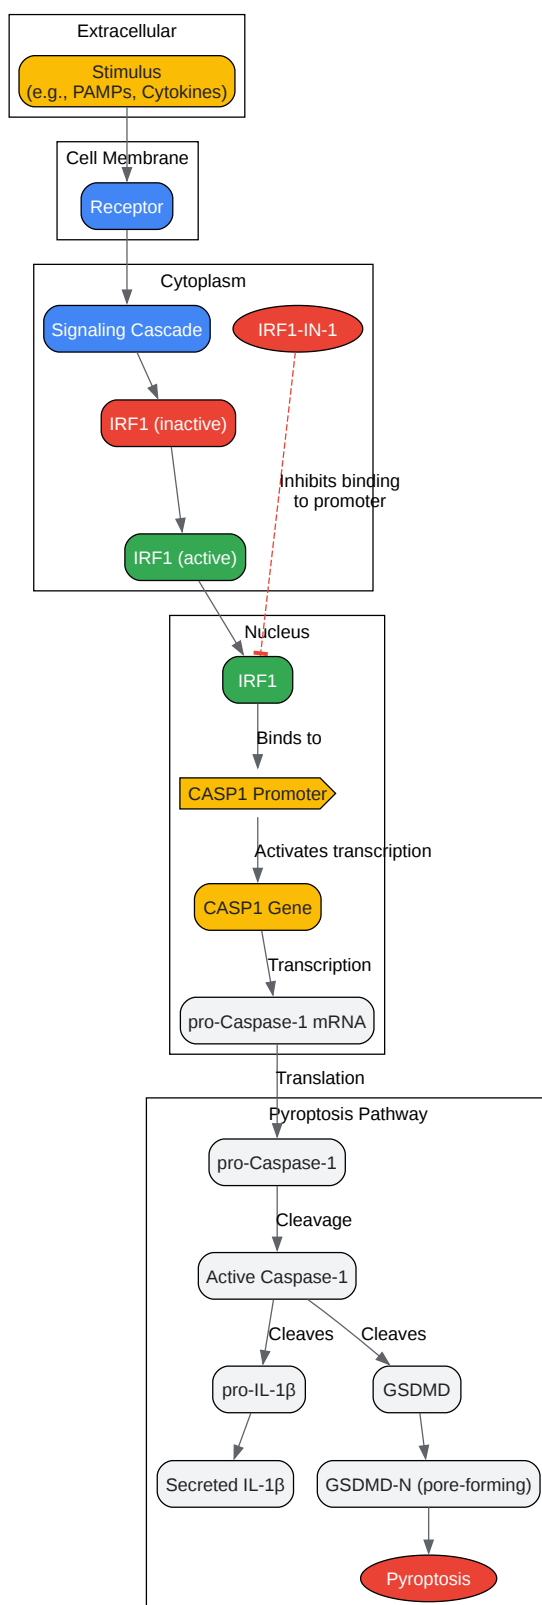 Extracellular
Stimulus
(e.g., PAMPs, Cytokines)
Cell Membrane
Receptor
Cytoplasm
Signaling Cascade
IRF1-IN-1
IRF1 (inactive)
Inhibits binding
to promoter
IRF1 (active)
Nucleus
IRF1
Binds to
CASP1 Promoter
Activates transcription
CASP1 Gene
Transcription
pro-Caspase-1 mRNA
Translation
Pyroptosis Pathway
pro-Caspase-1
Cleavage
Active Caspase-1
Cleaves
Cleaves
pro-IL-1β
GSDMD
Secreted IL-1β
GSDMD-N (pore-forming)
Pyroptosis